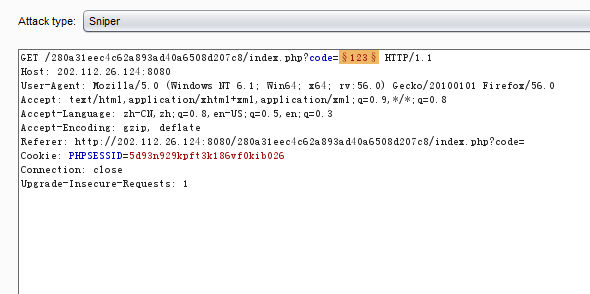 Attack type: Sniper
GET /280a31eec4c62a893ad40a6508d207c8/index.php?code=§123§ HTTP/1.1
Host: 202.112.26.124:8080
User-Agent: Mozilla/5.0 (Windows NT 6.1; Win64; x64; rv:56.0) Gecko/20100101 Firefox/56.0
Accept: text/html,application/xhtml+xml,application/xml;q=0.9,*/*;q=0.8
Accept-Language: zh-CN,zh;q=0.8,en-US;q=0.5,en;q=0.3
Accept-Encoding: gzip, deflate
Referer: http://202.112.26.124:8080/280a31eec4c62a893ad40a6508d207c8/index.php?code=
Cookie: PHPSESSID=5d93n929kpft3k186vf0kib026
Connection: close
Upgrade-Insecure-Requests: 1